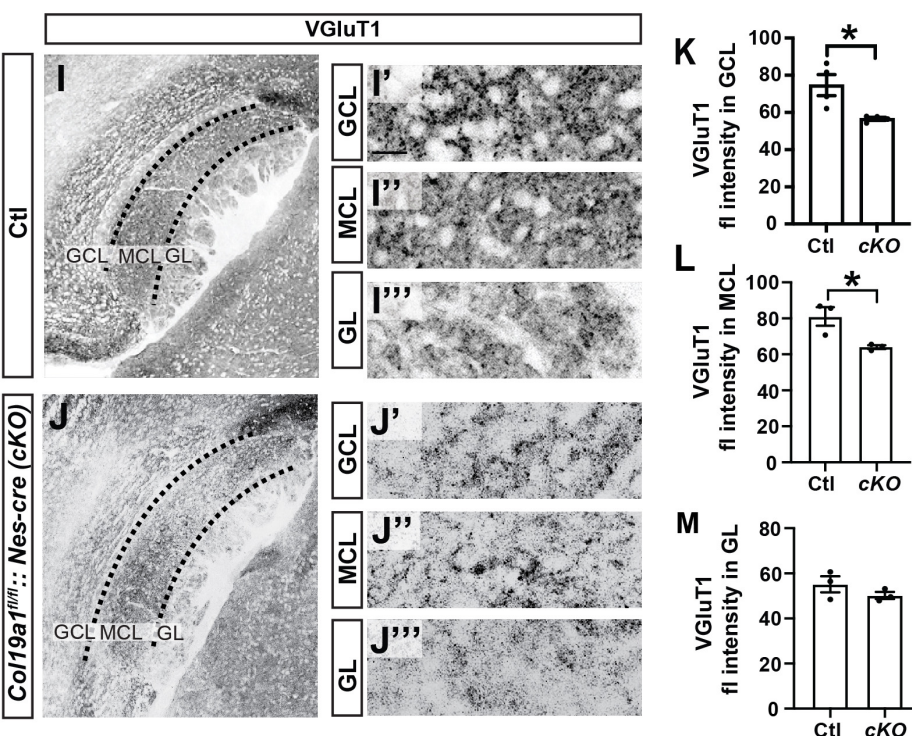 VGluT1
Ctl
I
GCL MCL GL
GCL
I’
MCL
I’’
GL
I’’’
Col19a1fl/fl:: Nes-cre (cKO)
J
GCL MCL GL
GCL
J’
MCL
J’’
GL
J’’’
K
VGluT1
fl intensity in GCL
100
80
60
40
20
0
*
Ctl cKO
L
VGluT1
fl intensity in MCL
100
80
60
40
20
0
*
Ctl cKO
M
VGluT1
fl intensity in GL
80
60
40
20
0
Ctl cKO